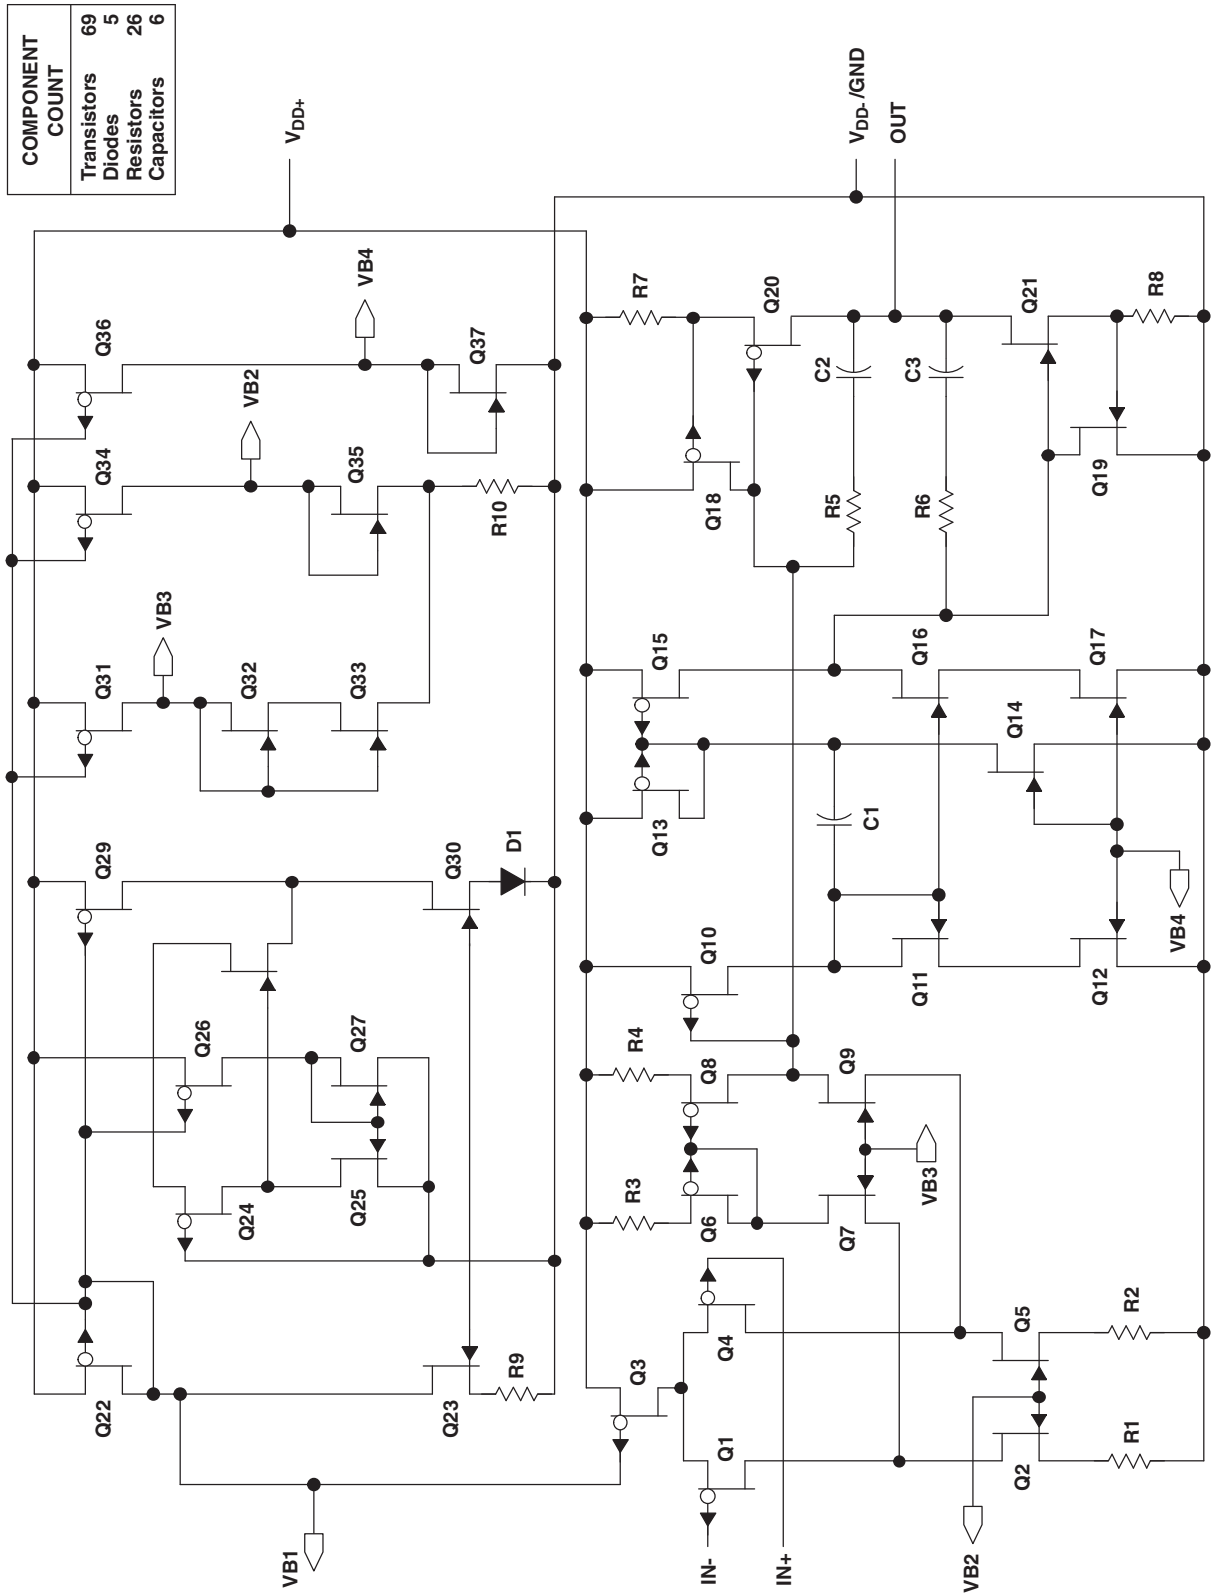 COMPONENT
COUNT
Transistors 69
Diodes 5
Resistors 26
Capacitors 6
VDD+
VDD- /GND
OUT
Q36
VB4
Q37
Q34
VB2
Q35
R10
Q31
VB3
Q32
Q33
Q29
Q30
D1
Q26
Q27
Q24
Q25
Q22
Q23
R9
VB1
R7
Q20
Q18
C2
R5
C3
R6
Q21
Q19
R8
Q15
Q13
Q16
Q17
Q14
C1
VB4
Q10
Q11
Q12
R4
Q8
Q9
R3
Q6
Q7
VB3
Q3
Q4
Q1
Q5
R2
Q2
R1
VB2
IN-
IN+